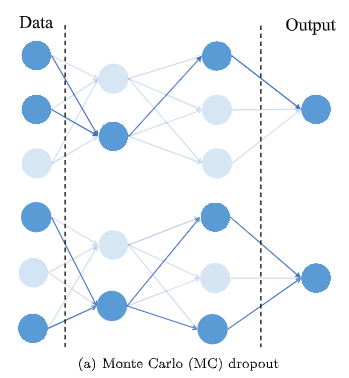 Data
Output
(a) Monte Carlo (MC) dropout